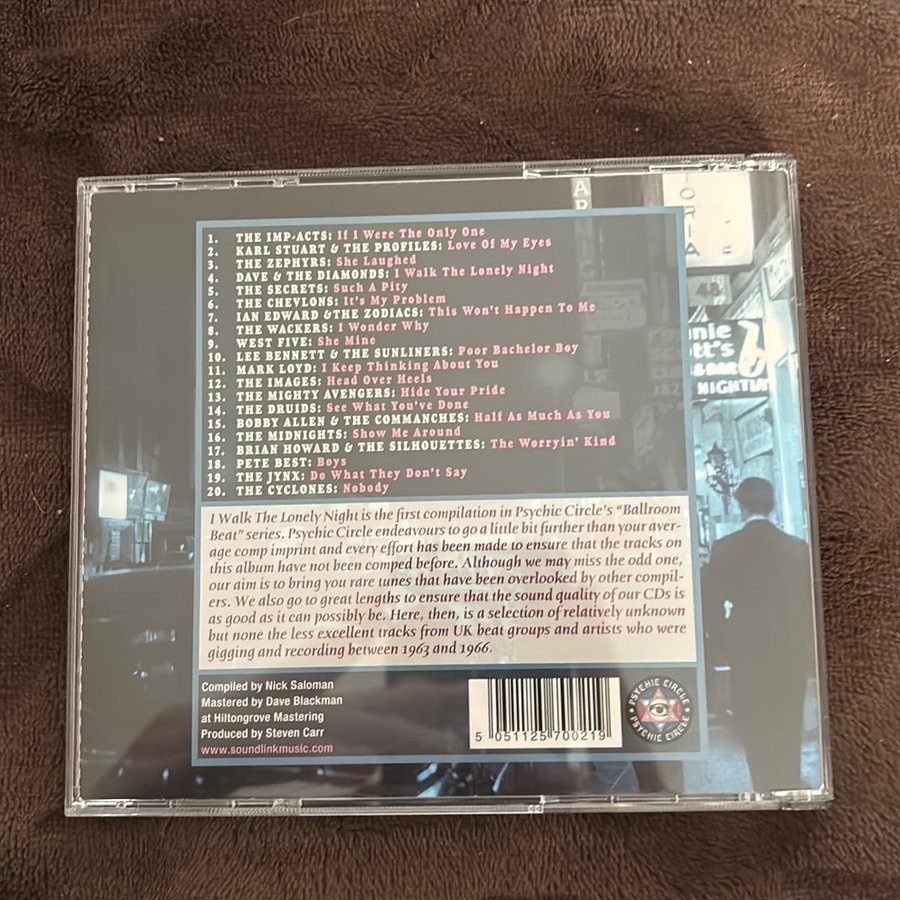 1. THE IMP-ACTS: If I Were The Only One
2. KARL STUART & THE PROFILES: Love Of My Eyes
3. THE ZEPHYRS: She Laughed
4. DAVE & THE DIAMONDS: I Walk The Lonely Night
5. THE SECRETS: Such A Pity
6. THE CHEVLONS: It's My Problem
7. IAN EDWARD &THE ZODIACS: This Won't Happen To Me
8. THE WACKERS: I Wonder Why
9. WEST FIVE: She Mine
10. LEE BENNETT & THE SUNLINERS: Poor Bachelor Boy
11. MARK LOYD: I Keep Thinking About You
12. THE IMAGES: Head Over Heels
13. THE MIGHTY AVENGERS: Hide Your Pride
14. THE DRUIDS: See What You've Done
15. BOBBY ALLEN & THE COMMANCHES: Half As Much As You
16. THE MIDNIGHTS: Show Me Around
17. BRIAN HOWARD & THE SILHOUETTES: The Worryin' Kind
18. PETE BEST: Boys
19. THE JYNX: Do What They Don't Say
20. THE CYCLONES: Nobody
I Walk The Lonely Night is the first compilation in Psychic Circle's "Ballroom
Beat" series. Psychic Circle endeavours to go a little bit further than your aver-
age comp imprint and every effort has been made to ensure that the tracks on
this album have not been comped before. Although we may miss the odd one,
our aim is to bring you rare tunes that have been overlooked by other compil-
ers. We also go to great lengths to ensure that the sound quality of our CDs is
as good as it can possibly be. Here, then, is a selection of relatively unknown
but none the less excellent tracks from UK beat groups and artists who were
gigging and recording between 1963 and 1966.
Compiled by Nick Saloman
Mastered by Dave Blackman
at Hiltongrove Mastering
Produced by Steven Carr
www.soundlinkmusic.com
5 051125 700219
PSYCHIC CIRCLE
PSYCHIC CIRCLE
AR
ORIA
nie
tt's
& BAR
NIGHTLY